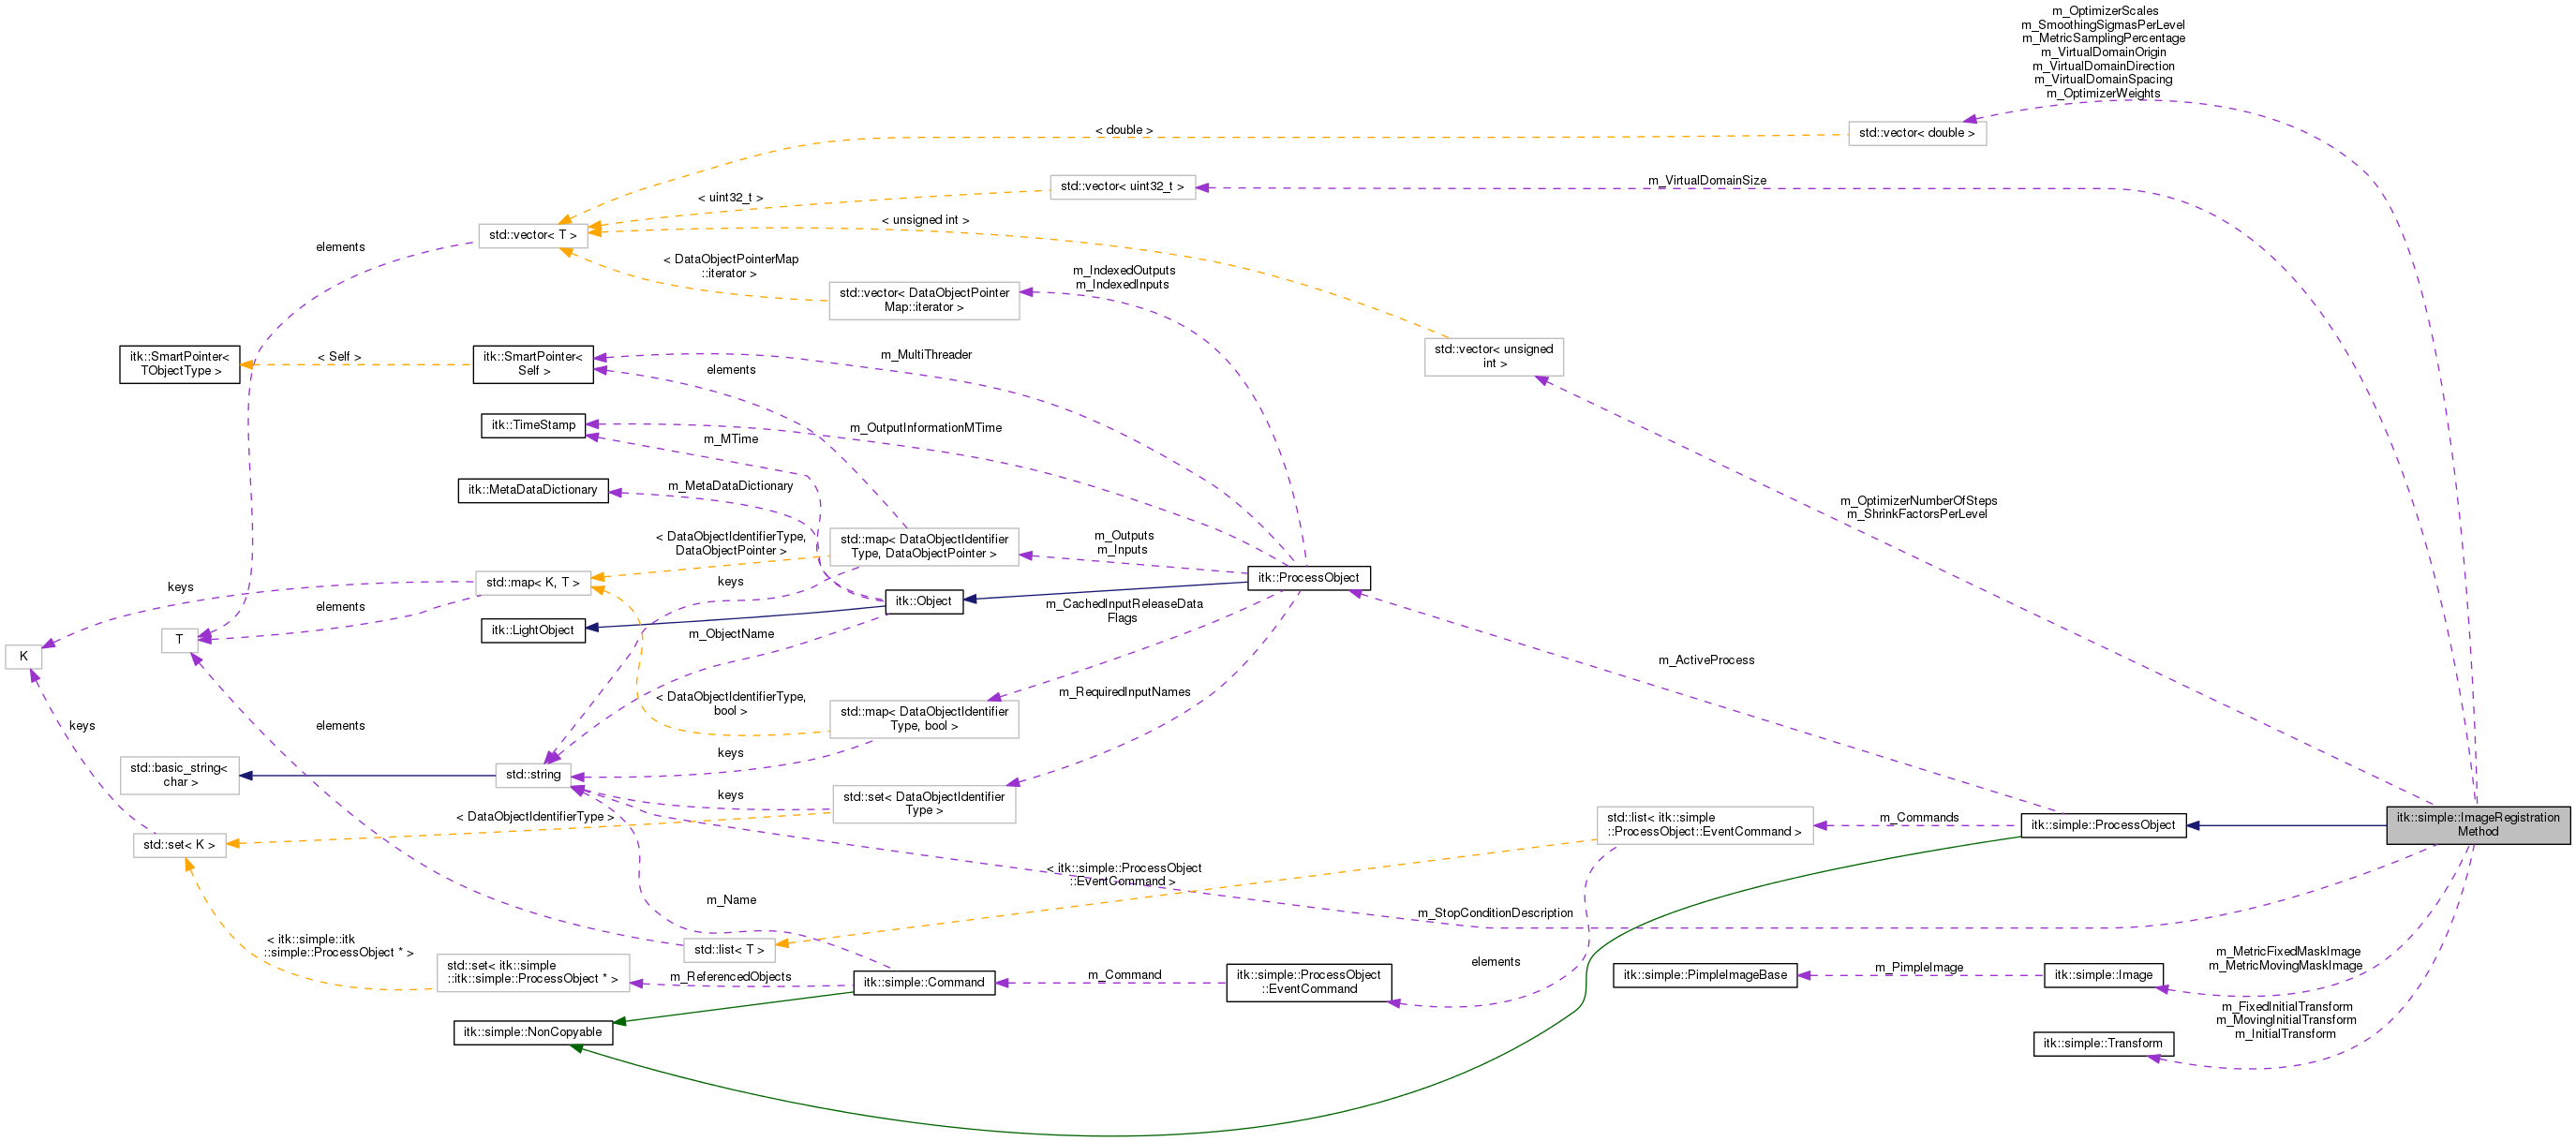 m_OptimizerScales
m_SmoothingSigmasPerLevel
m_MetricSamplingPercentage
m_VirtualDomainOrigin
m_VirtualDomainDirection
m_VirtualDomainSpacing
m_OptimizerWeights
< double >
std::vector< double >
std::vector< uint32_t >
m_VirtualDomainSize
< uint32_t >
< unsigned int >
std::vector< T >
elements
< DataObjectPointerMap
::iterator >
m_IndexedOutputs
m_IndexedInputs
std::vector< DataObjectPointer
Map::iterator >
std::vector< unsigned
int >
itk::SmartPointer<
TObjectType >
< Self >
itk::SmartPointer<
Self >
m_MultiThreader
elements
itk::TimeStamp
m_OutputInformationMTime
m_MTime
itk::MetaDataDictionary
m_MetaDataDictionary
m_OptimizerNumberOfSteps
m_ShrinkFactorsPerLevel
< DataObjectIdentifierType,
DataObjectPointer >
std::map< DataObjectIdentifier
Type, DataObjectPointer >
m_Outputs
m_Inputs
itk::ProcessObject
keys
std::map< K, T >
keys
elements
itk::Object
m_CachedInputReleaseData
Flags
itk::LightObject
m_ObjectName
T
K
m_ActiveProcess
< DataObjectIdentifierType,
bool >
std::map< DataObjectIdentifier
Type, bool >
m_RequiredInputNames
keys
elements
keys
std::basic_string<
char >
std::string
keys
std::set< DataObjectIdentifier
Type >
< DataObjectIdentifierType >
std::set< K >
std::list< itk::simple
::ProcessObject::EventCommand >
m_Commands
itk::simple::ProcessObject
itk::simple::ImageRegistration
Method
< itk::simple::ProcessObject
::EventCommand >
m_Name
m_StopConditionDescription
< itk::simple::itk
::simple::ProcessObject * >
std::list< T >
std::set< itk::simple
::itk::simple::ProcessObject * >
m_ReferencedObjects
itk::simple::Command
m_Command
itk::simple::ProcessObject
::EventCommand
elements
itk::simple::PimpleImageBase
m_PimpleImage
itk::simple::Image
m_MetricFixedMaskImage
m_MetricMovingMaskImage
itk::simple::NonCopyable
m_FixedInitialTransform
m_MovingInitialTransform
m_InitialTransform
itk::simple::Transform